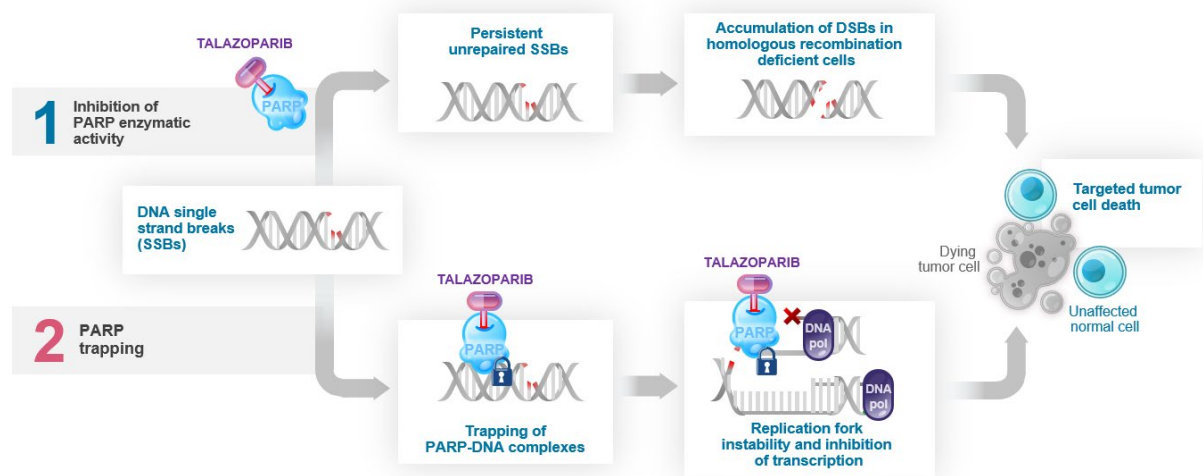 TALAZOPARIB
PARP
1
Inhibition of
PARP enzymatic
activity
Persistent
unrepaired SSBs
Accumulation of DSBs in
homologous recombination
deficient cells
DNA single
strand breaks
(SSBs)
Targeted tumor
cell death
Dying
tumor cell
Unaffected
normal cell
2
PARP
trapping
TALAZOPARIB
PARP
Trapping of
PARP-DNA complexes
TALAZOPARIB
PARP
DNA
pol
DNA
pol
Replication fork
instability and inhibition
of transcription